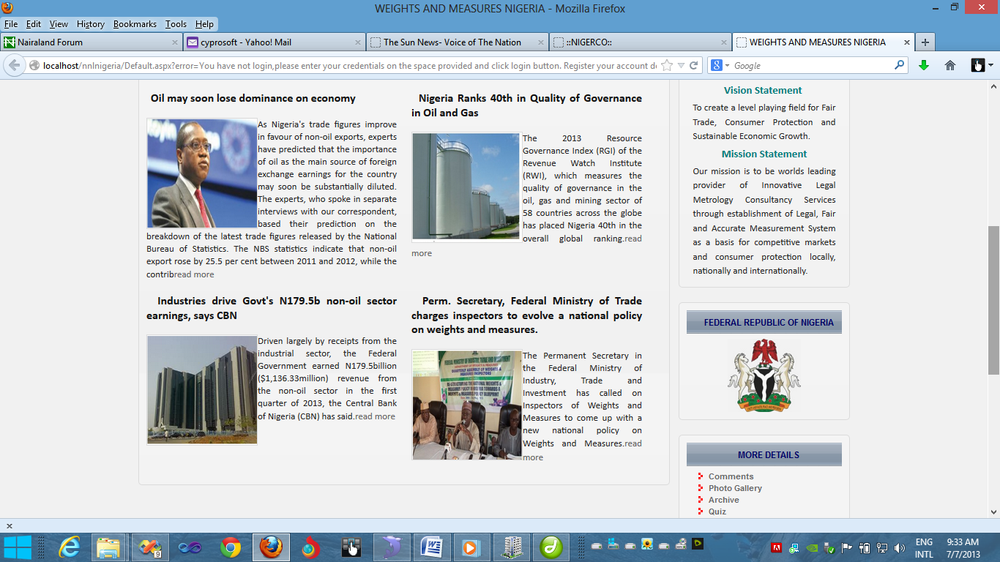 WEIGHTS AND MEASURES NIGERIA - Mozilla Firefox
File Edit View History Bookmarks Tools Help
Nairaland Forum
cyprosoft - Yahoo! Mail
The Sun News- Voice of The Nation
::NIGERCO::
WEIGHTS AND MEASURES NIGERIA
localhost/nnlnigeria/Default.aspx?error=You have not login,please enter your credentials on the space provided and click login button. Register your account de
Google
Oil may soon lose dominance on economy
As Nigeria's trade figures improve
in favour of non-oil exports, experts
have predicted that the importance
of oil as the main source of foreign
exchange earnings for the country
may soon be substantially diluted.
The experts, who spoke in separate
interviews with our correspondent,
based their prediction on the
breakdown of the latest trade figures released by the National
Bureau of Statistics. The NBS statistics indicate that non-oil
export rose by 25.5 per cent between 2011 and 2012, while the
contribread more
Nigeria Ranks 40th in Quality of Governance
in Oil and Gas
The 2013 Resource
Governance Index (RGI) of the
Revenue Watch Institute
(RWI), which measures the
quality of governance in the
oil, gas and mining sector of
58 countries across the globe
has placed Nigeria 40th in the
overall global ranking.read
more
Industries drive Govt's N179.5b non-oil sector
earnings, says CBN
Driven largely by receipts from the
industrial sector, the Federal
Government earned N179.5billion
($1,136.33million) revenue from
the non-oil sector in the first
quarter of 2013, the Central Bank
of Nigeria (CBN) has said.read more
Perm. Secretary, Federal Ministry of Trade
charges inspectors to evolve a national policy
on weights and measures.
FEDERAL MINISTRY OF INDUSTRY, TRADE AND INVESTMENT
DEPARTMENT OF WEIGHTS & MEASURES
QUARTERLY ASSEMBLY OF WEIGHTS &
MEASURES INSPECTORS
The Permanent Secretary in
the Federal Ministry of
Industry, Trade and
Investment has called on
Inspectors of Weights and
Measures to come up with a
new national policy on
Weights and Measures.read
more
Vision Statement
To create a level playing field for Fair
Trade, Consumer Protection and
Sustainable Economic Growth.
Mission Statement
Our mission is to be worlds leading
provider of Innovative Legal
Metrology Consultancy Services
through establishment of Legal, Fair
and Accurate Measurement System
as a basis for competitive markets
and consumer protection locally,
nationally and internationally.
FEDERAL REPUBLIC OF NIGERIA
MORE DETAILS
Comments
Photo Gallery
Archive
Quiz
ENG
INTL
9:33 AM
7/7/2013